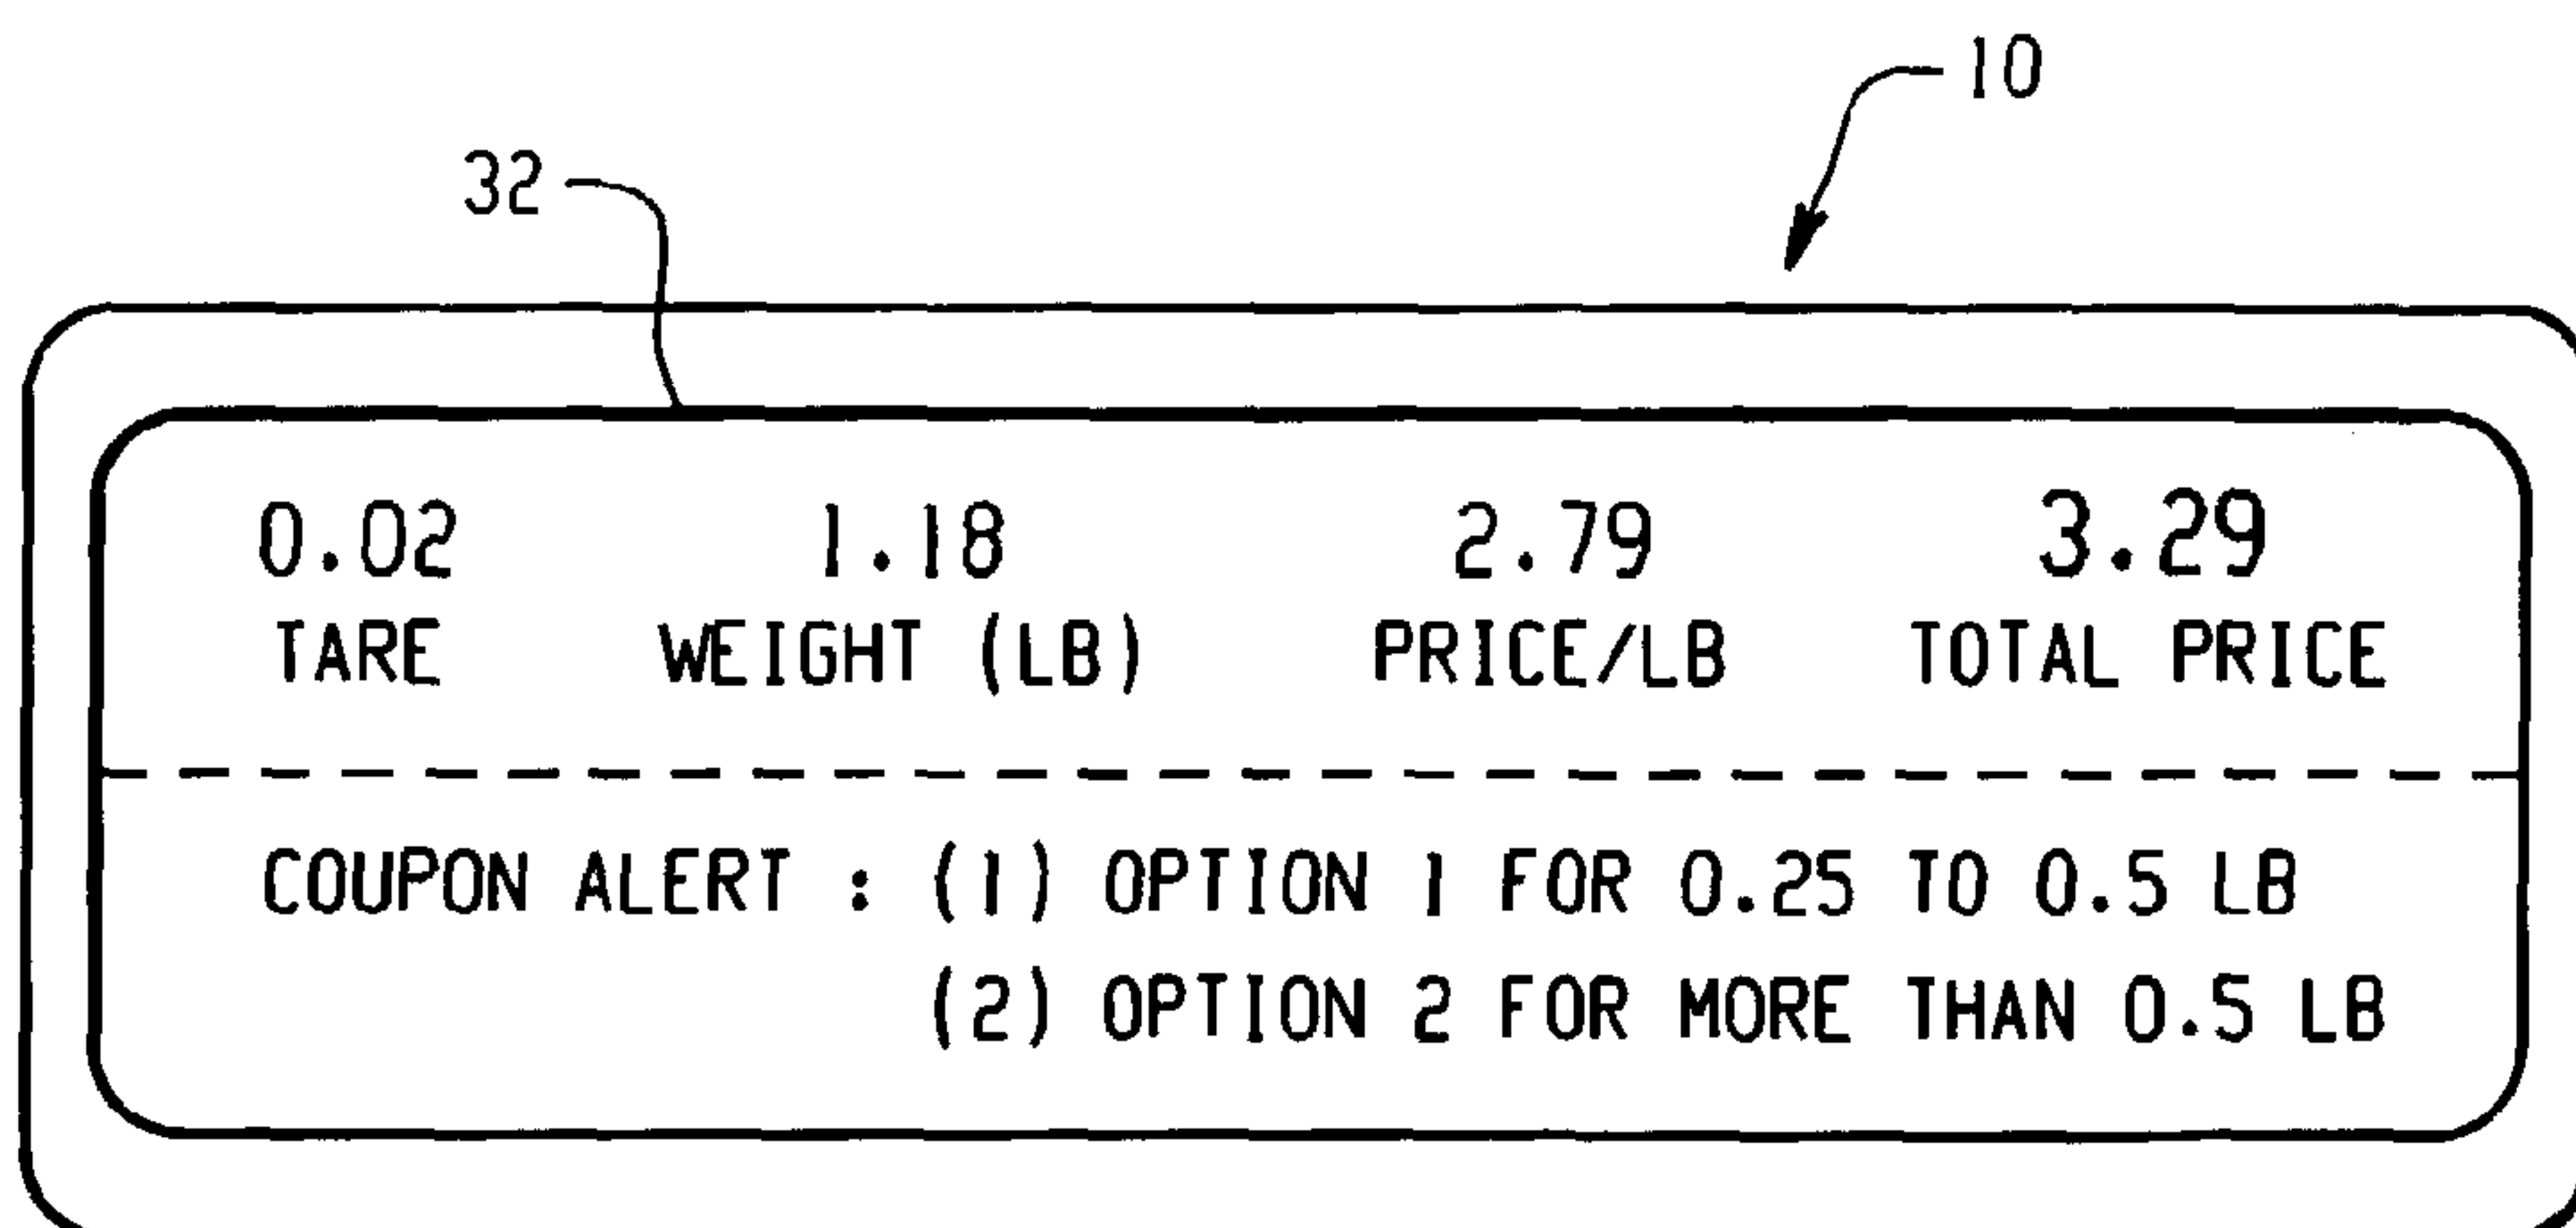 10
32
0.02 1.18 2.79 3.29
TARE WEIGHT (LB) PRICE/LB TOTAL PRICE
COUPON ALERT : (1) OPTION 1 FOR 0.25 TO 0.5 LB
(2) OPTION 2 FOR MORE THAN 0.5 LB